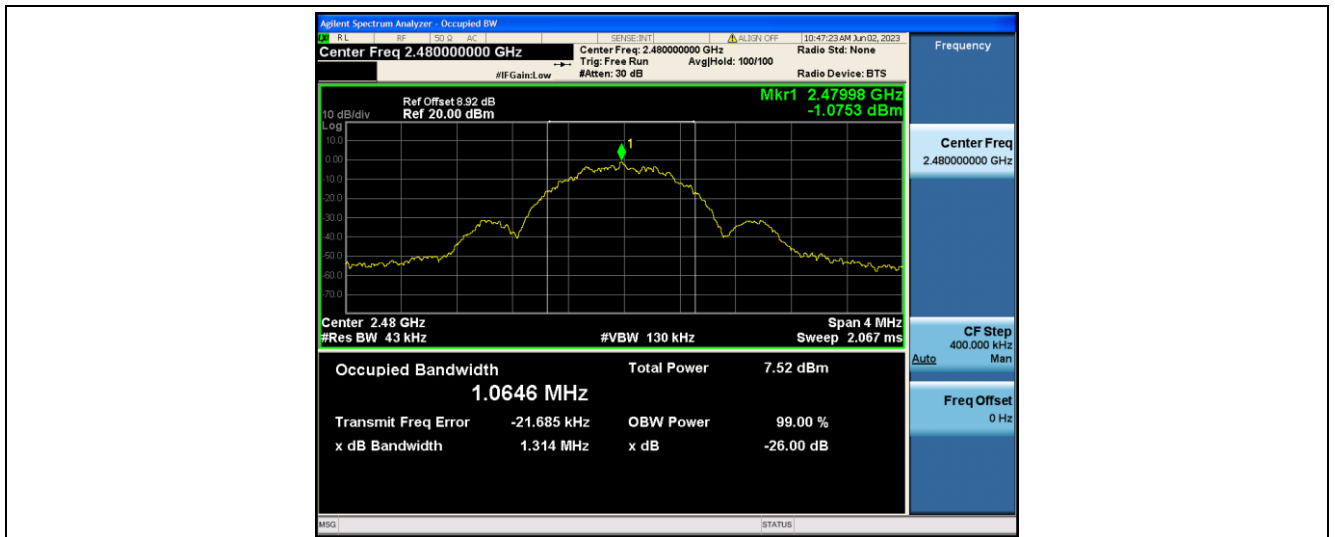 Agilent Spectrum Analyzer - Occupied BW
RL RF 50 Ω AC SENSE:INT ALIGN OFF 10:47:23 AM Jun 02, 2023
Center Freq 2.480000000 GHz Center Freq: 2.480000000 GHz Radio Std: None
Trig: Free Run Avg|Hold: 100/100
#IFGain:Low #Atten: 30 dB Radio Device: BTS
Frequency
Ref Offset 8.92 dB Mkr1 2.47998 GHz
10 dB/div Ref 20.00 dBm -1.0753 dBm
Log
10.0
0.00
-10.0
-20.0
-30.0
-40.0
-50.0
-60.0
-70.0
1
Center 2.48 GHz Span 4 MHz
#Res BW 43 kHz #VBW 130 kHz Sweep 2.067 ms
Center Freq
2.480000000 GHz
CF Step
400.000 kHz
Auto Man
Freq Offset
0 Hz
Occupied Bandwidth Total Power 7.52 dBm
1.0646 MHz
Transmit Freq Error -21.685 kHz OBW Power 99.00 %
x dB Bandwidth 1.314 MHz x dB -26.00 dB
MSG STATUS